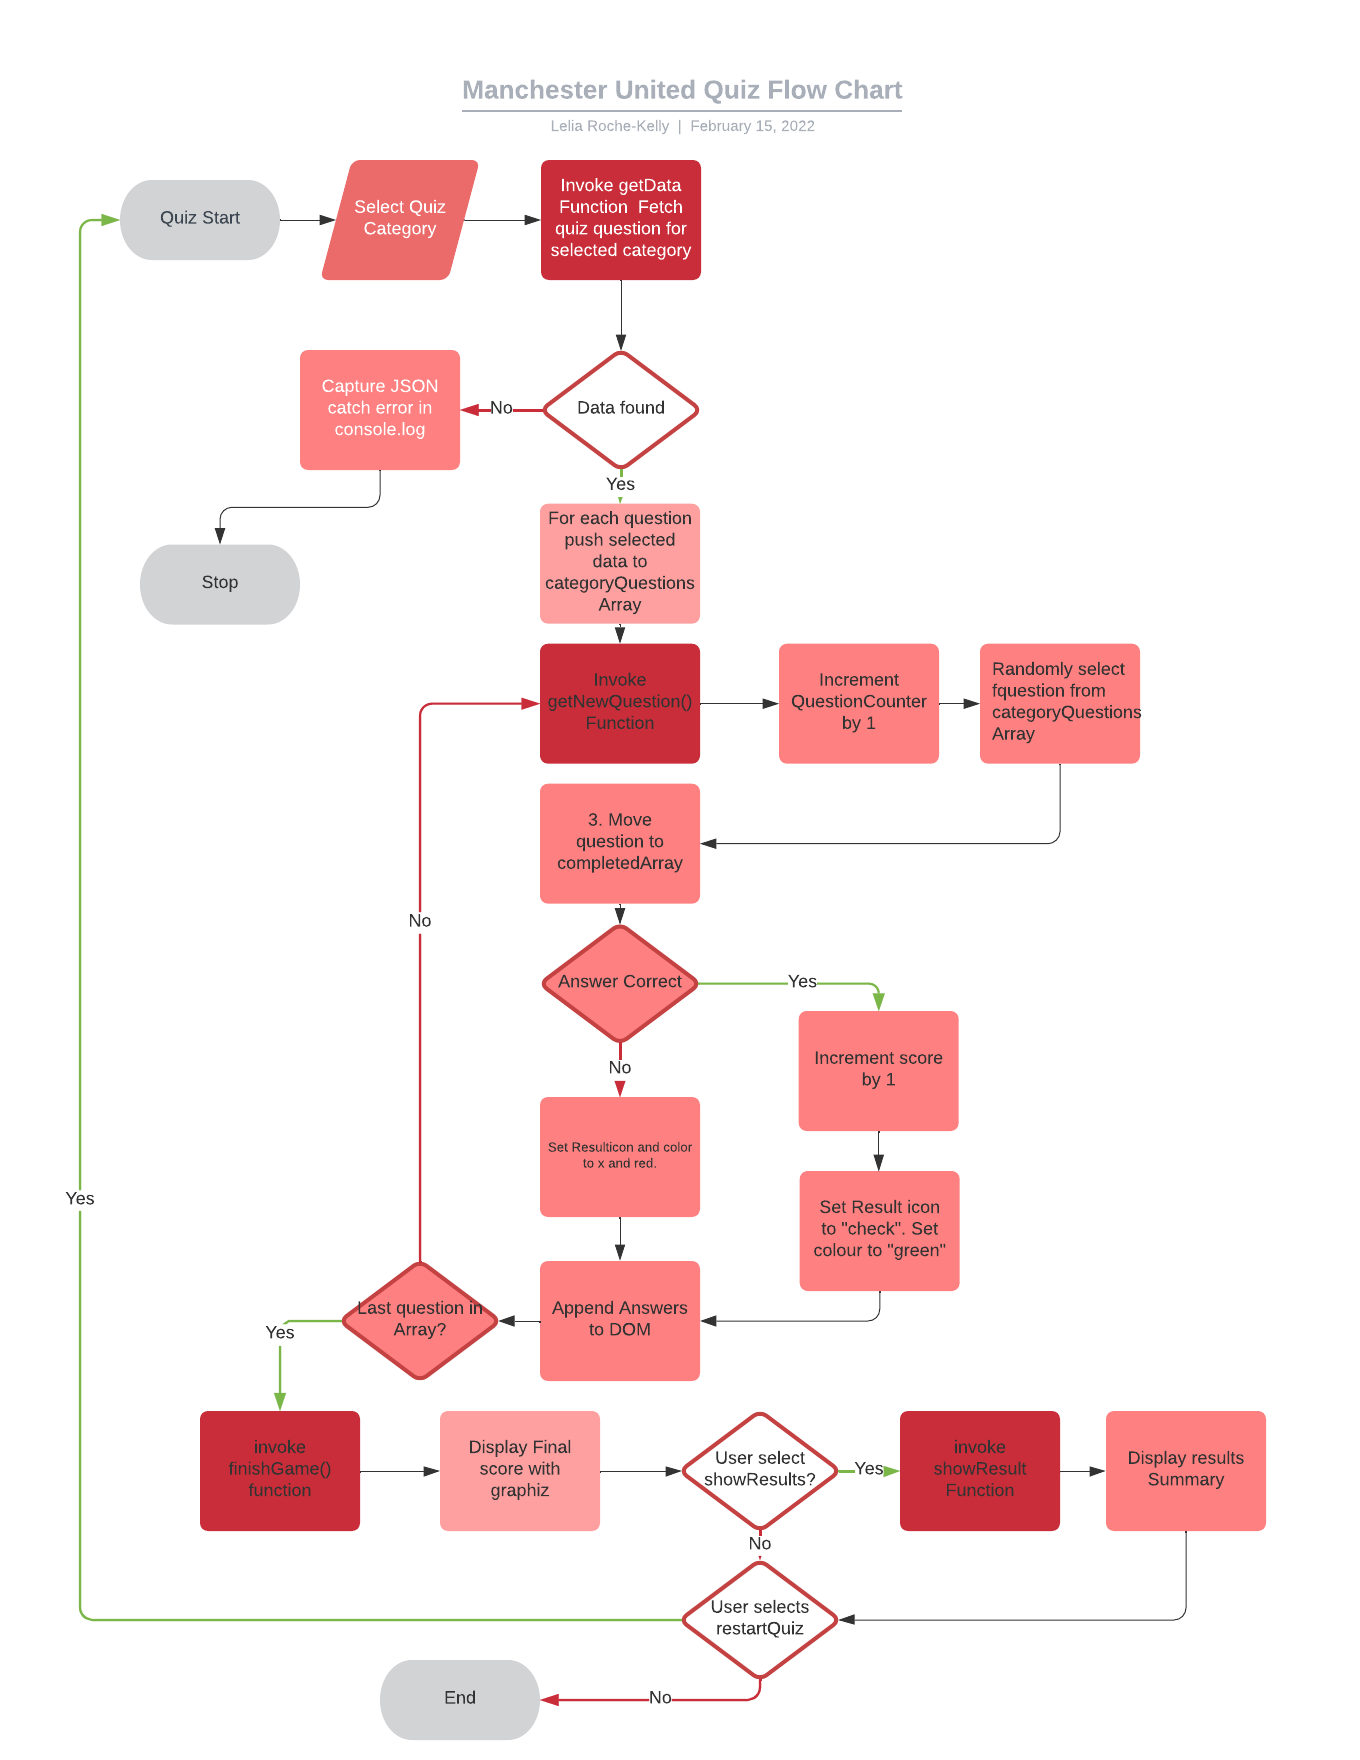 Manchester United Quiz Flow Chart
Lelia Roche-Kelly | February 15, 2022
Quiz Start
Select Quiz
Category
Invoke getData
Function  Fetch
quiz question for
selected category
Capture JSON
catch error in
console.log
No
Data found
Yes
Stop
For each question
push selected
data to
categoryQuestions
Array
Invoke
getNewQuestion()
Function
Increment
QuestionCounter
by 1
Randomly select
fquestion from
categoryQuestions
Array
3. Move
question to
completedArray
No
Answer Correct
Yes
No
Increment score
by 1
Set Resulticon and color
to x and red.
Set Result icon
to "check". Set
colour to "green"
Yes
Last question in
Array?
Append Answers
to DOM
Yes
invoke
finishGame()
function
Display Final
score with
graphiz
User select
showResults?
Yes
invoke
showResult
Function
Display results
Summary
No
User selects
restartQuiz
End
No